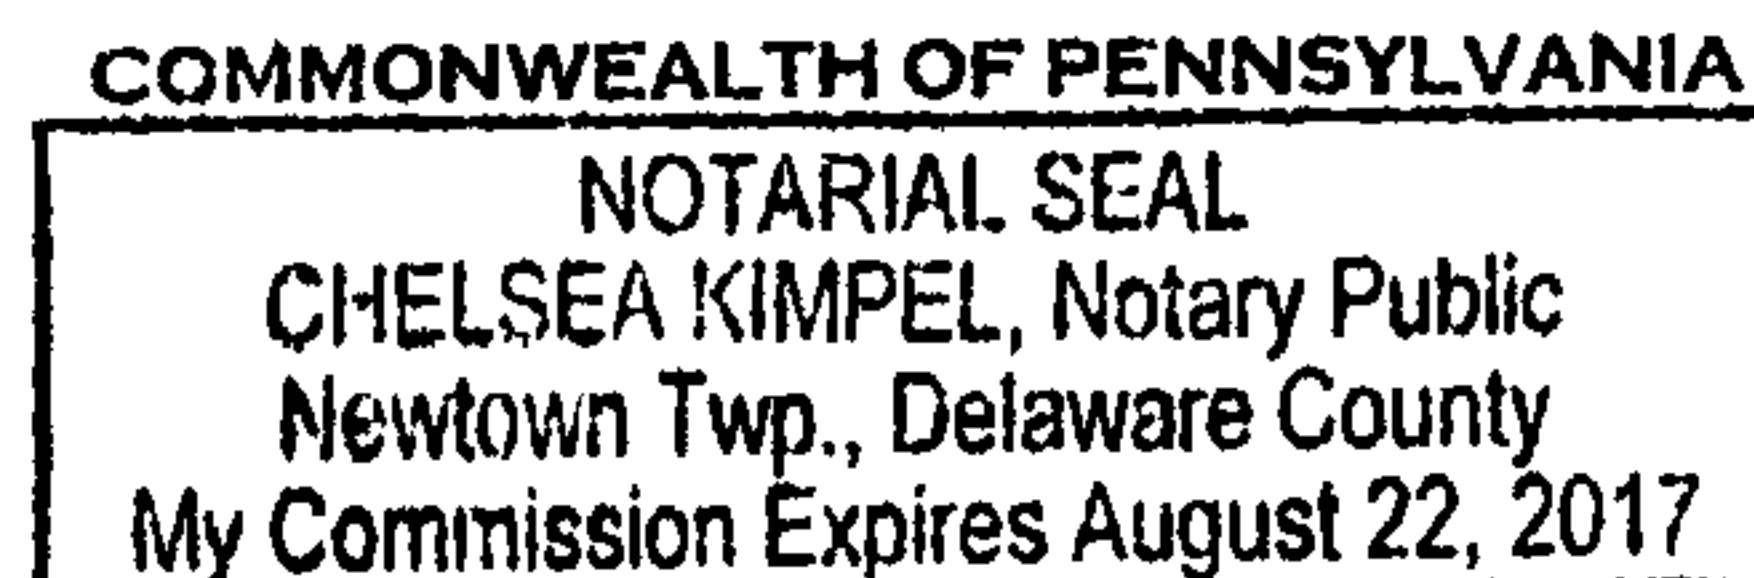 COMMONWEALTH OF PENNSYLVANIA
NOTARIAL SEAL
CHELSEA KIMPEL, Notary Public
Newtown Twp., Delaware County
My Commission Expires August 22, 2017